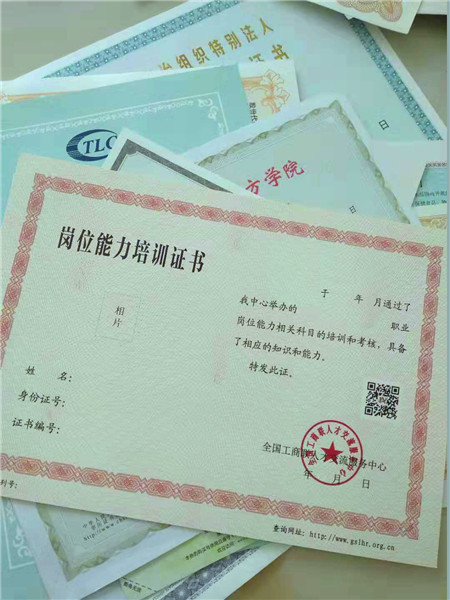 治组织特别法人
证书
日
TLC
方学院
岗位能力培训证书
相片
姓 名:
身份证号:
证书编号:
于 年 月通过了
我中心举办的 职业
岗位能力相关科目的培训和考核,具备
了相应的知识和能力。
特发此证。
全国工商联人才交流服务中心
年 月 日
查询网址: http://www.gslhr.org.cn